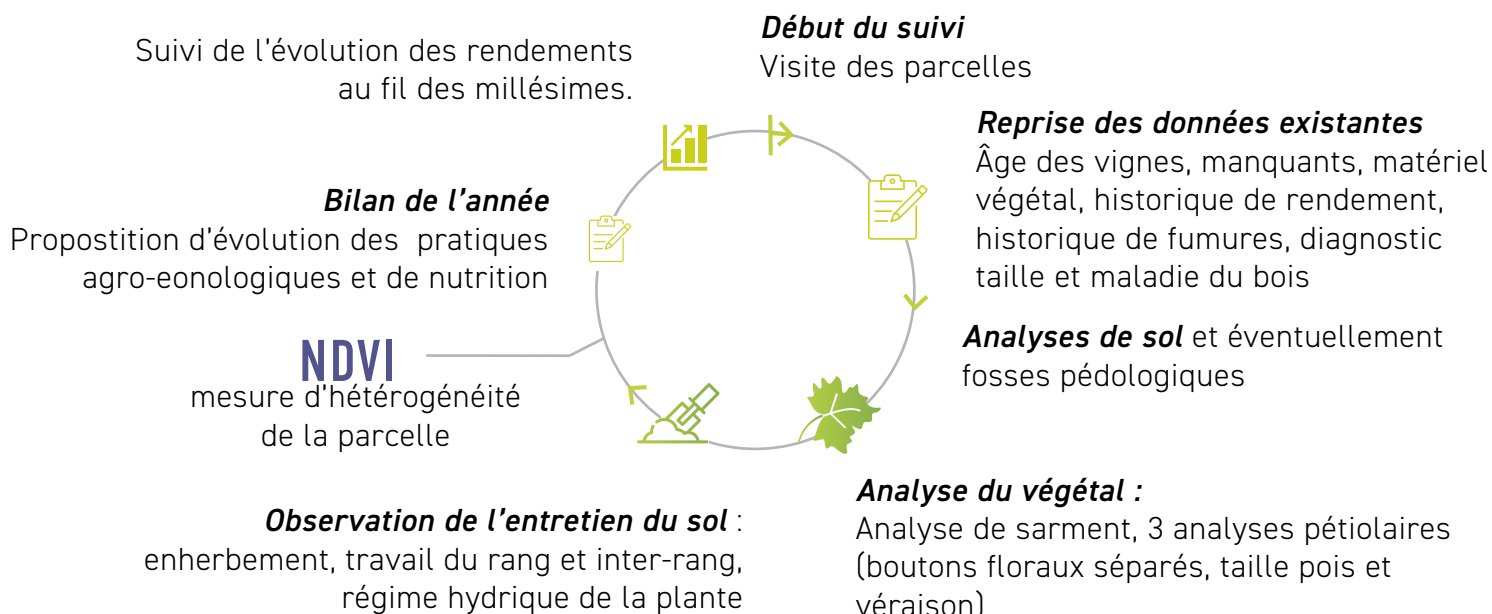 Début du suivi
Visite des parcelles
Reprise des données existantes
Âge des vignes, manquants, matériel
végétal, historique de rendement,
historique de fumures, diagnostic
taille et maladie du bois
Analyses de sol et éventuellement
fosses pédologiques
Analyse du végétal :
Analyse de sarment, 3 analyses pétiolaires
(boutons floraux séparés, taille pois et
véraison)
Observation de l'entretien du sol :
enherbement, travail du rang et inter-rang,
régime hydrique de la plante
NDVI
mesure d'hétérogénéité
de la parcelle
Bilan de l'année
Propostition d'évolution des pratiques
agro-eonologiques et de nutrition
Suivi de l'évolution des rendements
au fil des millésimes.